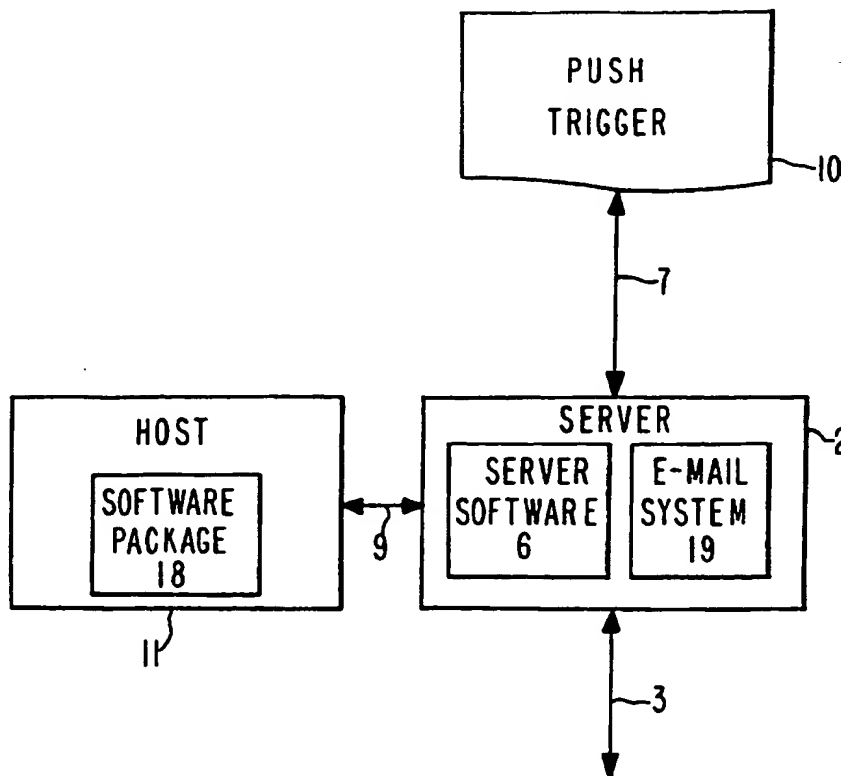 PUSH
TRIGGER
10
7
HOST
SOFTWARE
PACKAGE
18
11
9
SERVER
2
SERVER
SOFTWARE
6
E-MAIL
SYSTEM
19
3